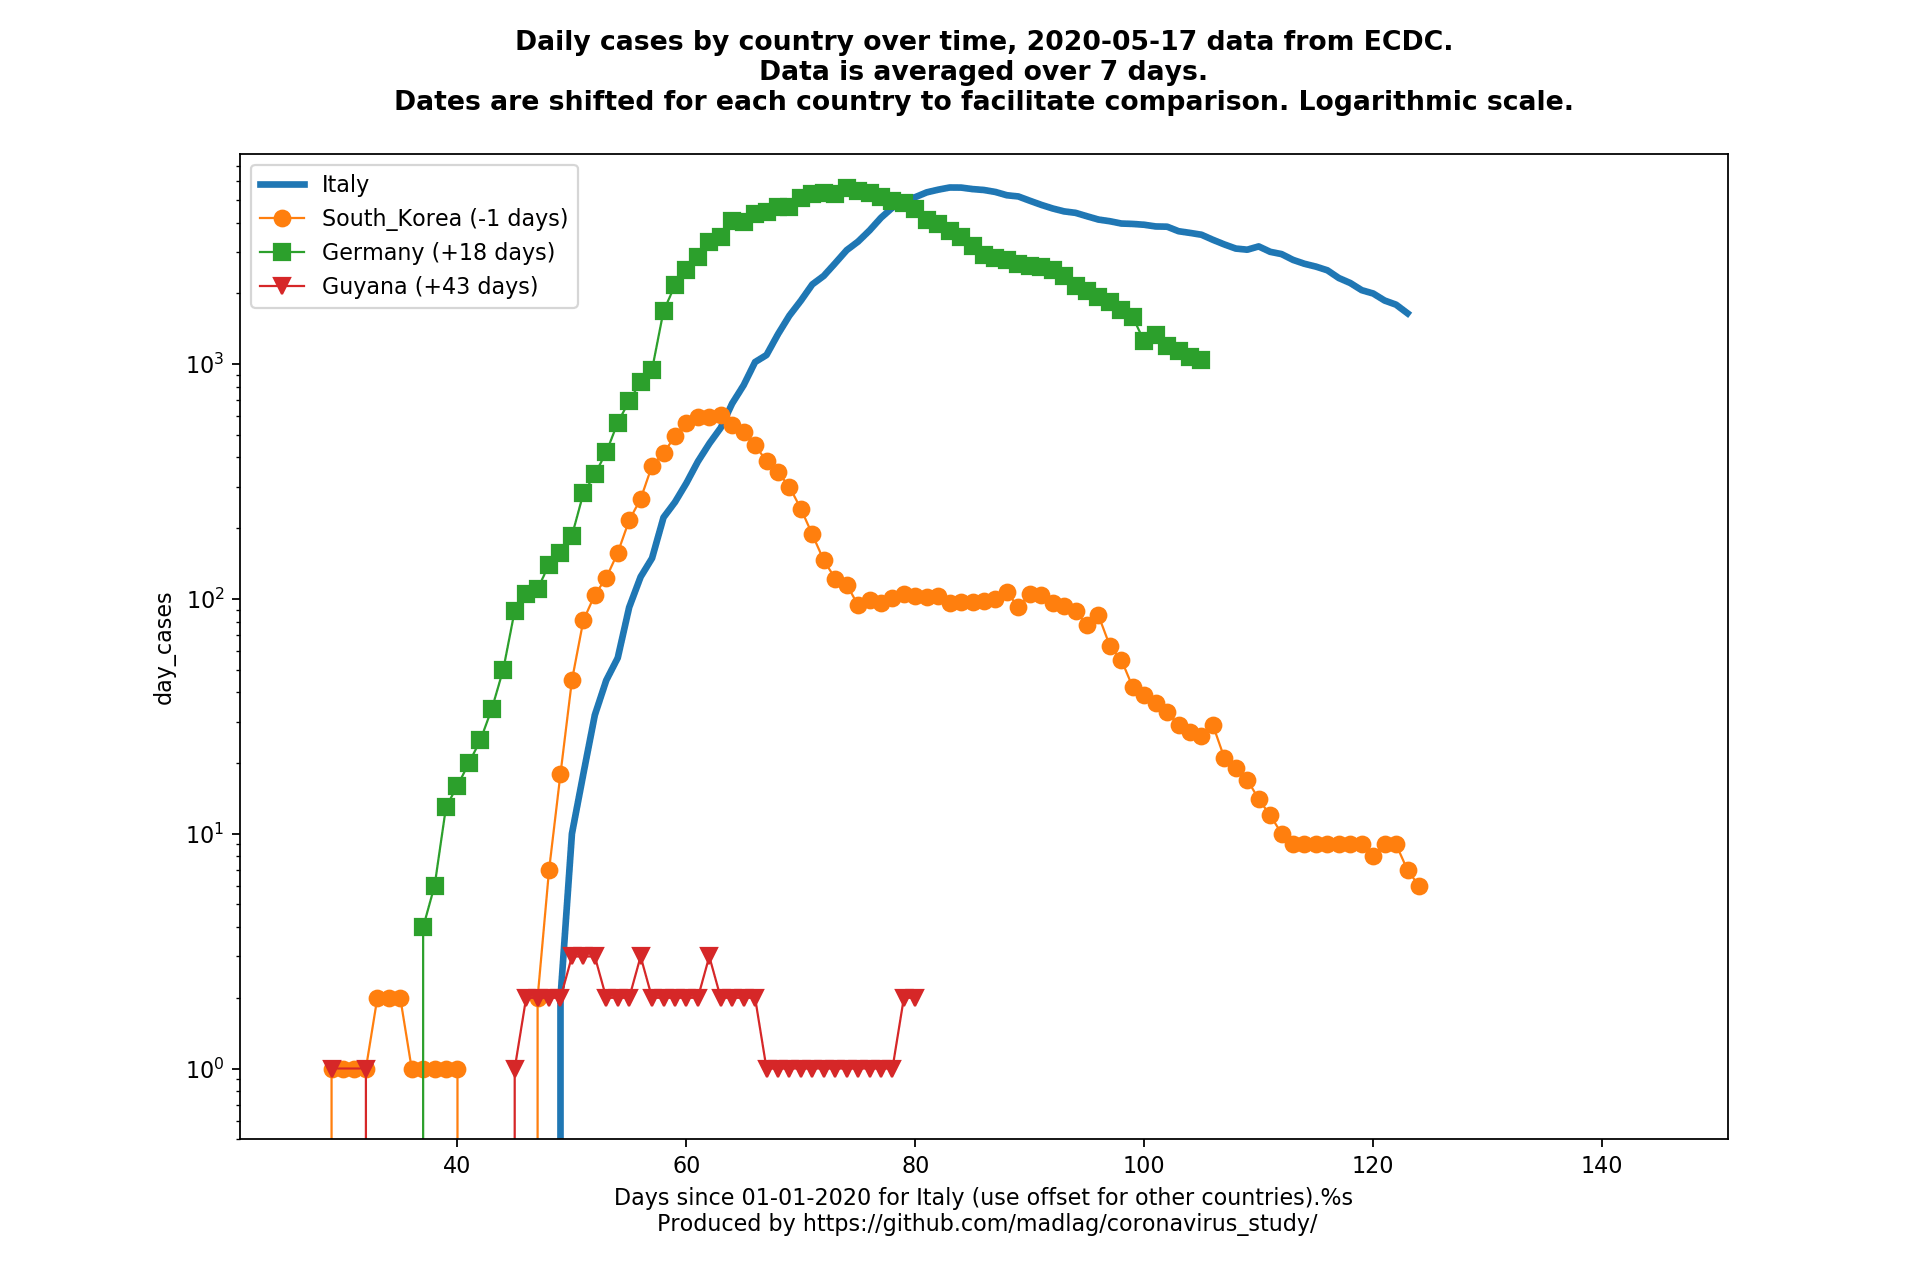 Daily cases by country over time, 2020-05-17 data from ECDC.
Data is averaged over 7 days.
Dates are shifted for each country to facilitate comparison. Logarithmic scale.
Italy
South_Korea (-1 days)
Germany (+18 days)
Guyana (+43 days)
day_cases
10³
10²
10¹
10⁰
40 60 80 100 120 140
Days since 01-01-2020 for Italy (use offset for other countries).%s
Produced by https://github.com/madlag/coronavirus_study/